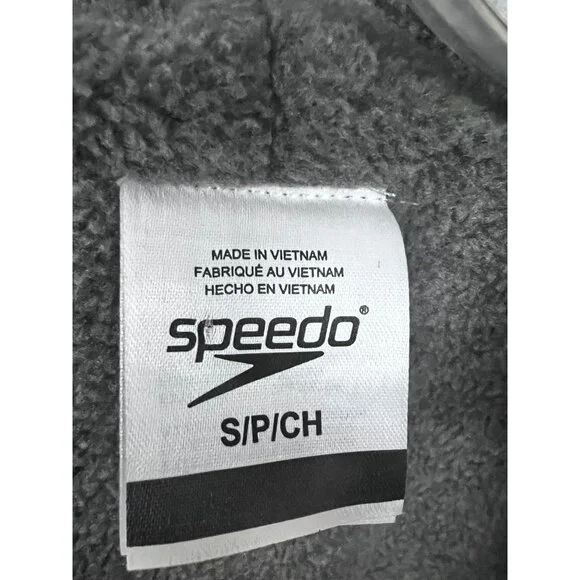 MADE IN VIETNAM
FABRIQUÉ AU VIETNAM
HECHO EN VIETNAM
speedo®
S/P/CH